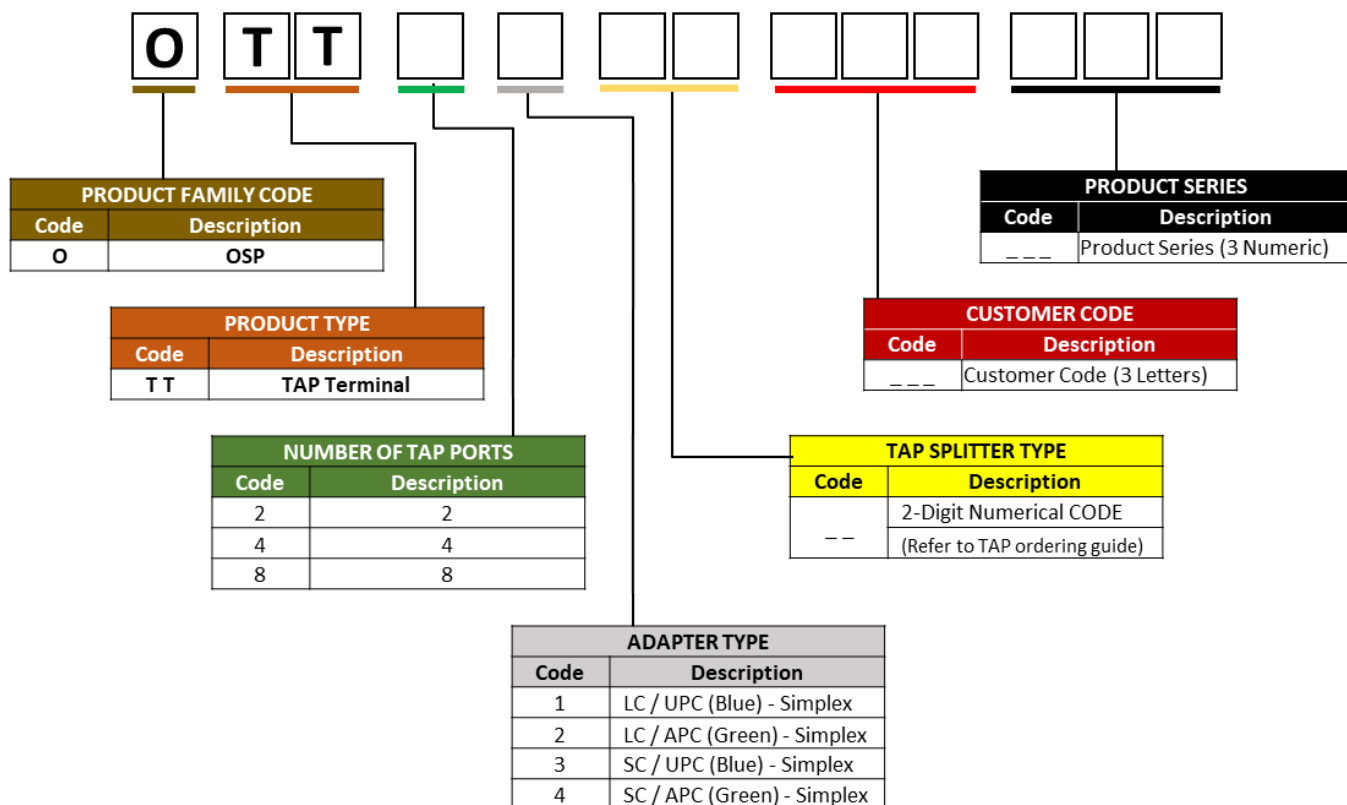 O T T
PRODUCT FAMILY CODE
Code Description
O OSP
PRODUCT SERIES
Code Description
_ _ _ Product Series (3 Numeric)
PRODUCT TYPE
Code Description
T T TAP Terminal
CUSTOMER CODE
Code Description
_ _ _ Customer Code (3 Letters)
NUMBER OF TAP PORTS
Code Description
2 2
4 4
8 8
TAP SPLITTER TYPE
Code Description
_ _ 2-Digit Numerical CODE
(Refer to TAP ordering guide)
ADAPTER TYPE
Code Description
1 LC / UPC (Blue) - Simplex
2 LC / APC (Green) - Simplex
3 SC / UPC (Blue) - Simplex
4 SC / APC (Green) - Simplex